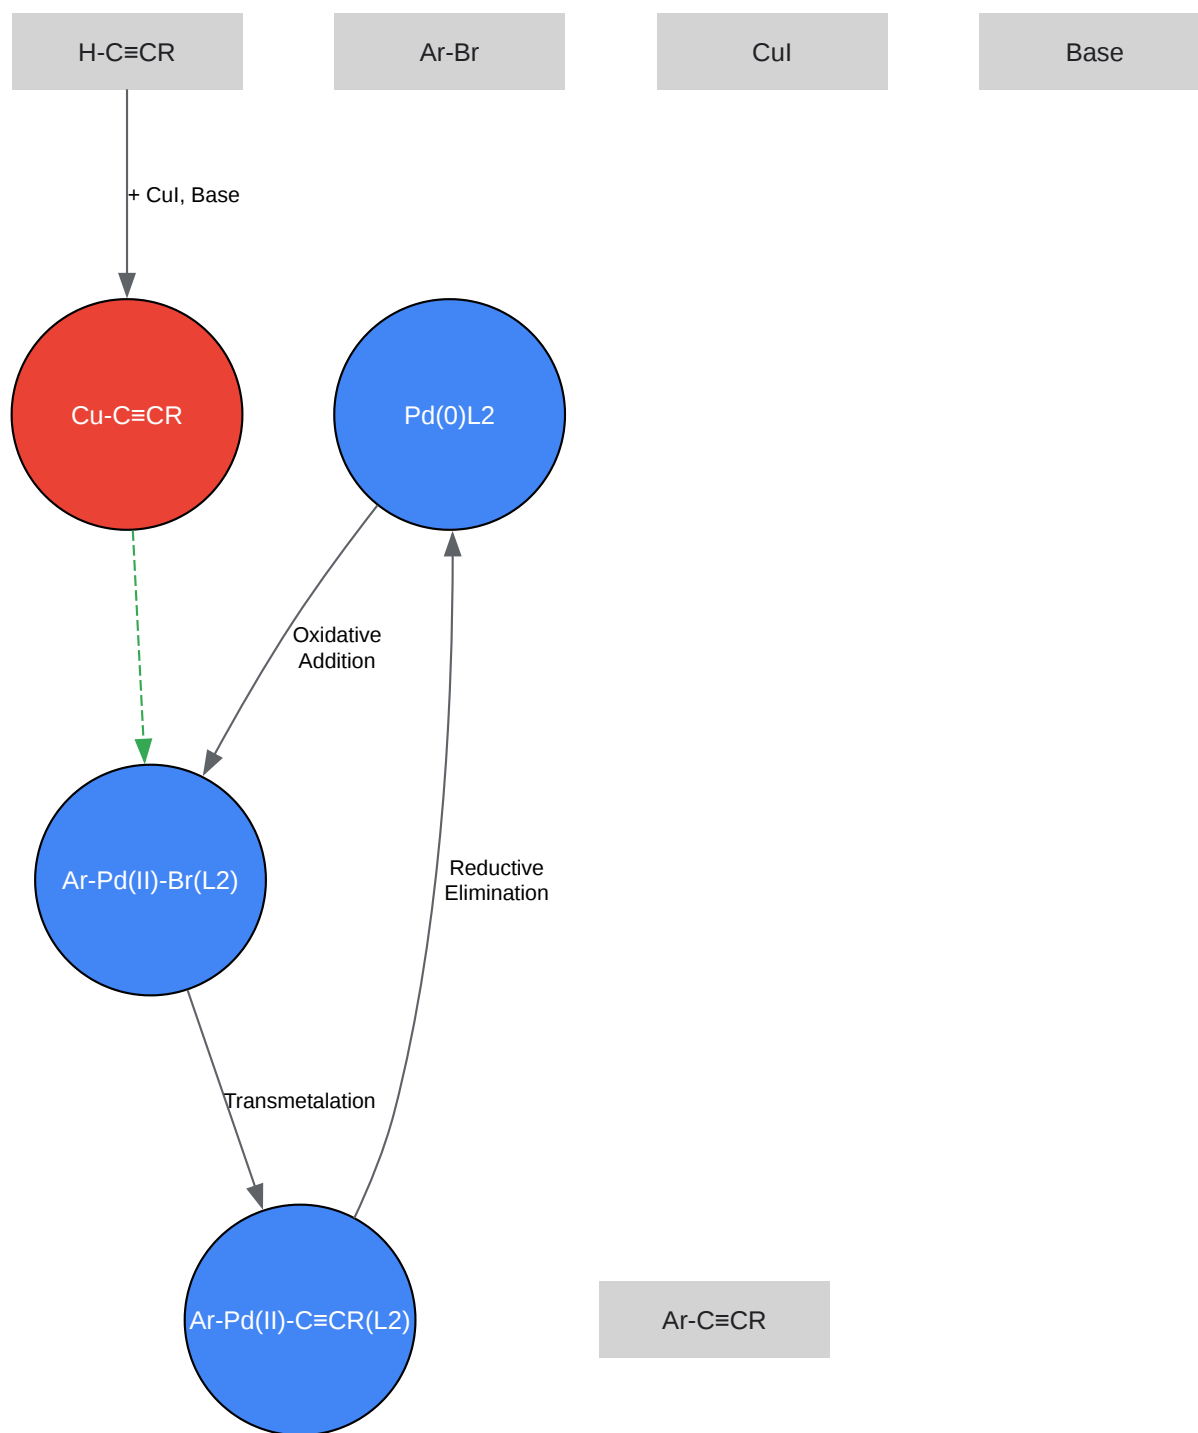 H-C≡CR
Ar-Br
CuI
Base
+ CuI, Base
Cu-C≡CR
Pd(0)L2
Oxidative
Addition
Ar-Pd(II)-Br(L2)
Reductive
Elimination
Transmetalation
Ar-Pd(II)-C≡CR(L2)
Ar-C≡CR